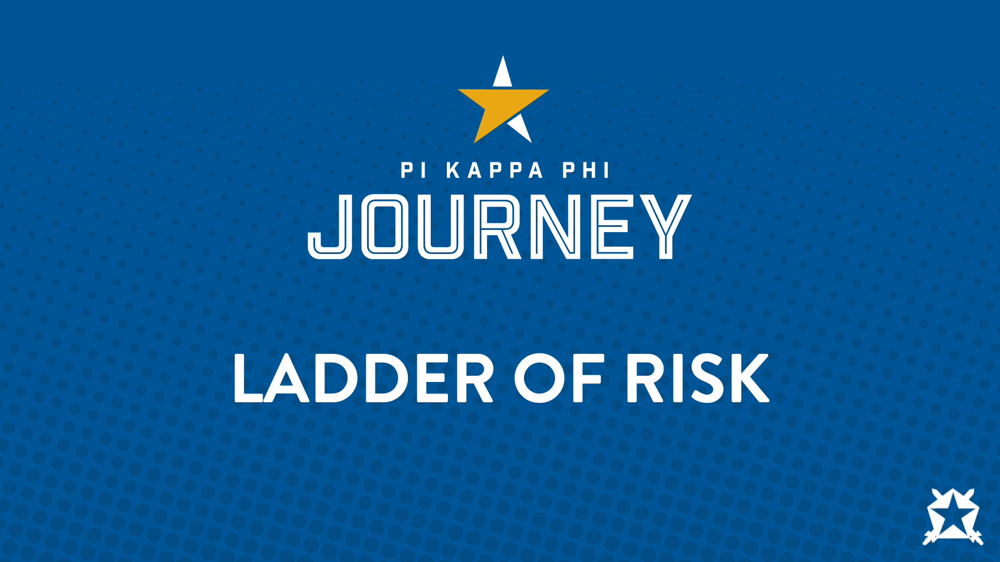 PI KAPPA PHI
JOURNEY
LADDER OF RISK